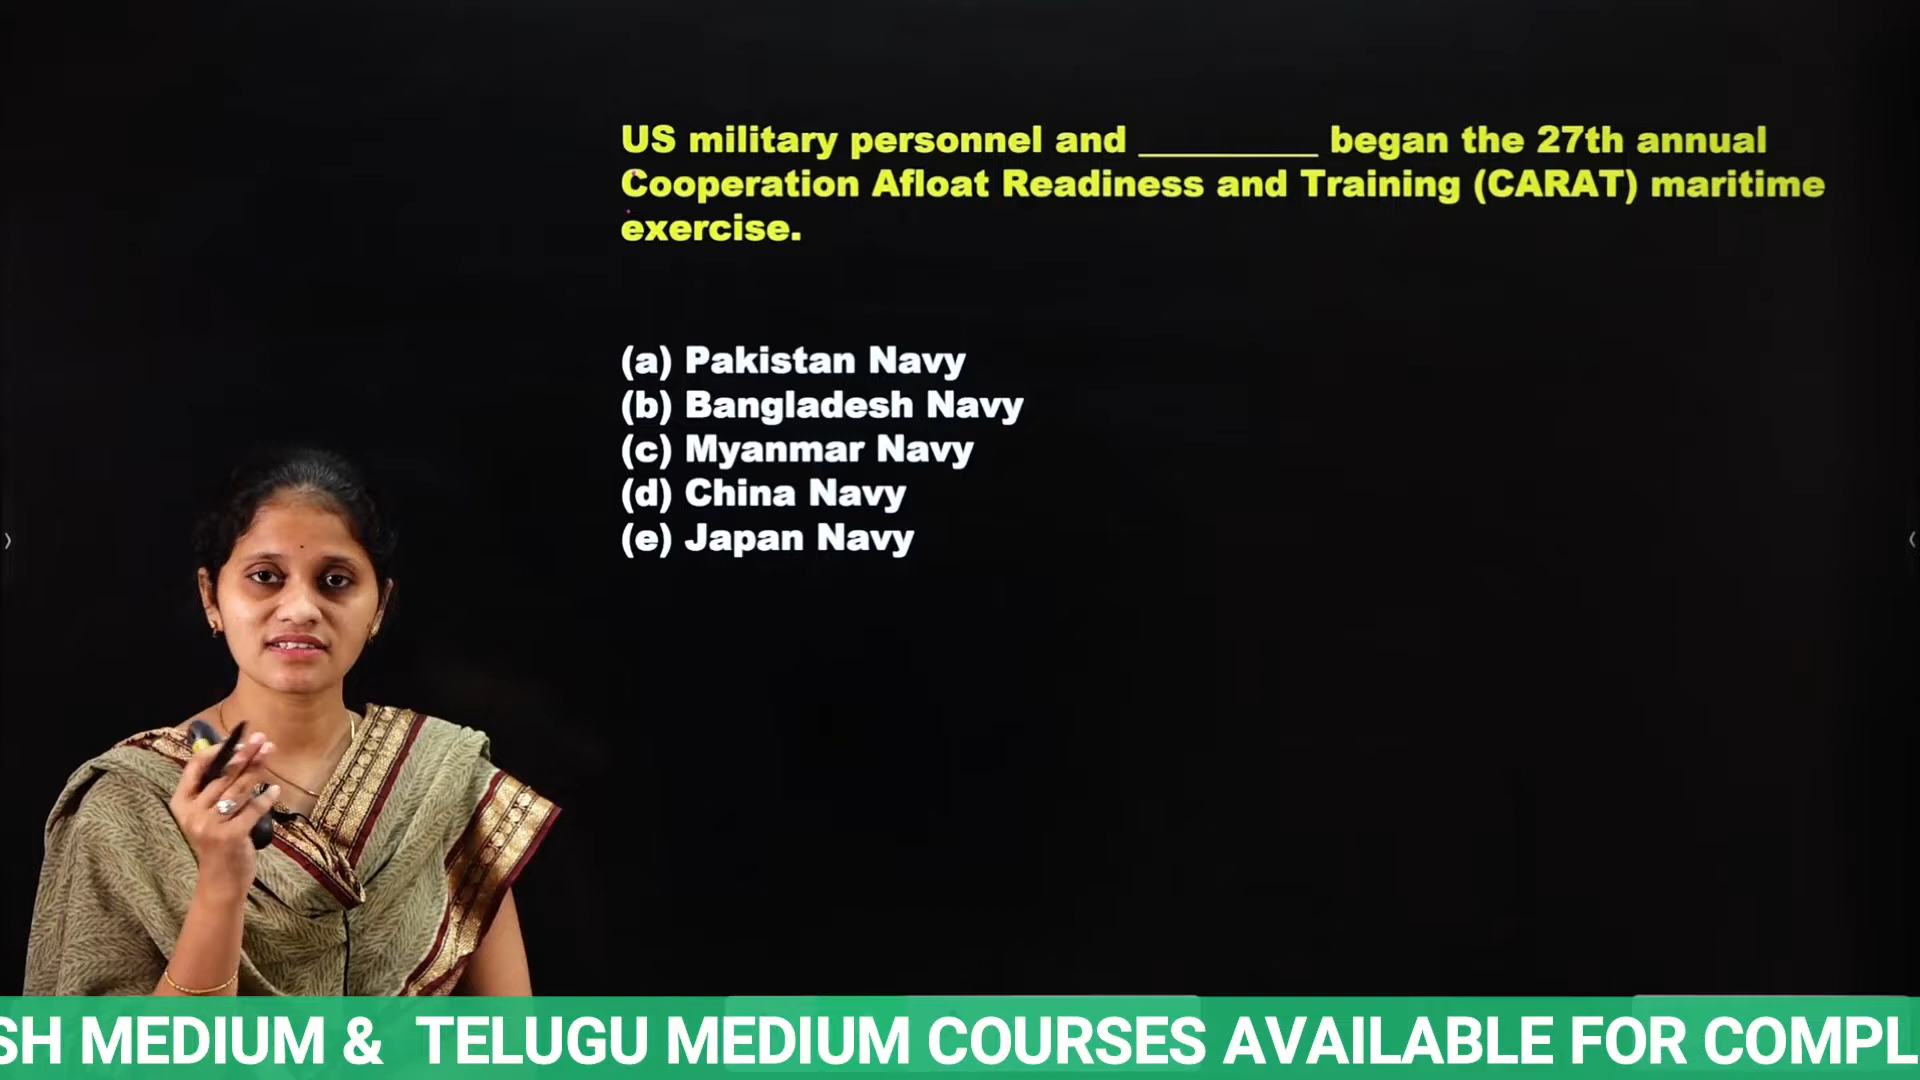 US military personnel and __________ began the 27th annual
Cooperation Afloat Readiness and Training (CARAT) maritime
exercise.
(a) Pakistan Navy
(b) Bangladesh Navy
(c) Myanmar Navy
(d) China Navy
(e) Japan Navy
SH MEDIUM & TELUGU MEDIUM COURSES AVAILABLE FOR COMPL